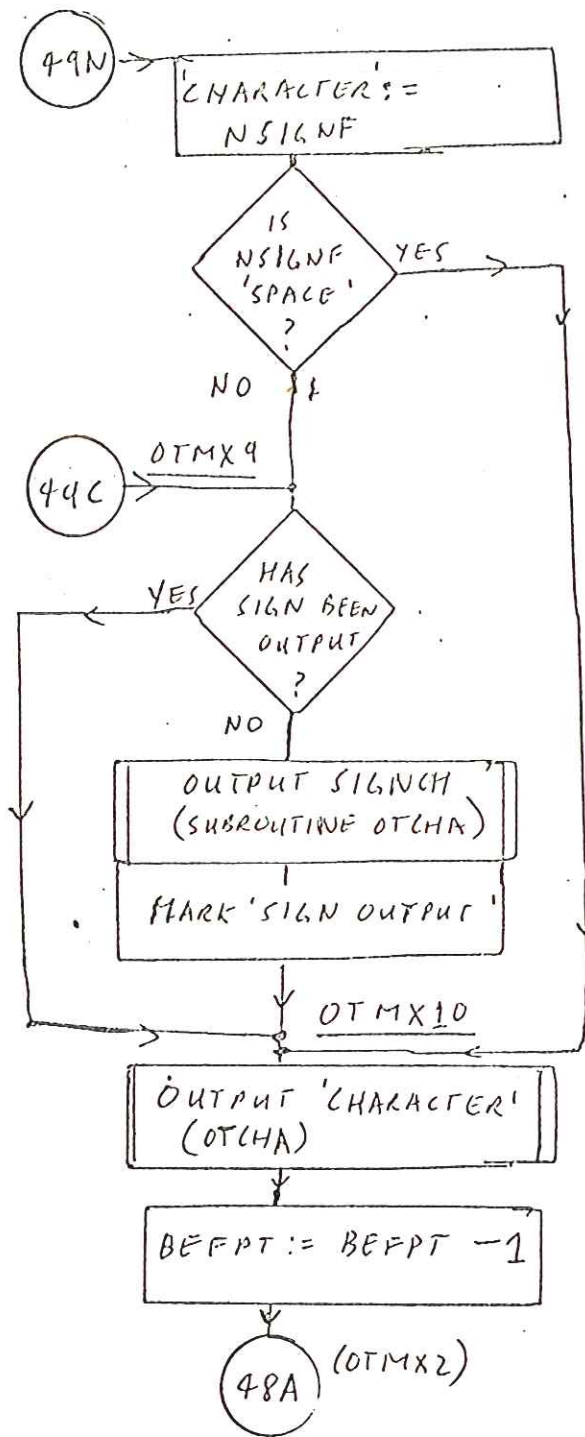 49N
'CHARACTER' :=
NSIGNF
IS
NSIGNF
'SPACE'
?
YES
NO
OTMX9
49C
HAS
SIGN BEEN
OUTPUT
?
YES
NO
OUTPUT SIGNCH
(SUBROUTINE OTCHA)
MARK 'SIGN OUTPUT'
OTMX10
OUTPUT 'CHARACTER'
(OTCHA)
BEFPT := BEFPT -1
48A
(OTMX2)